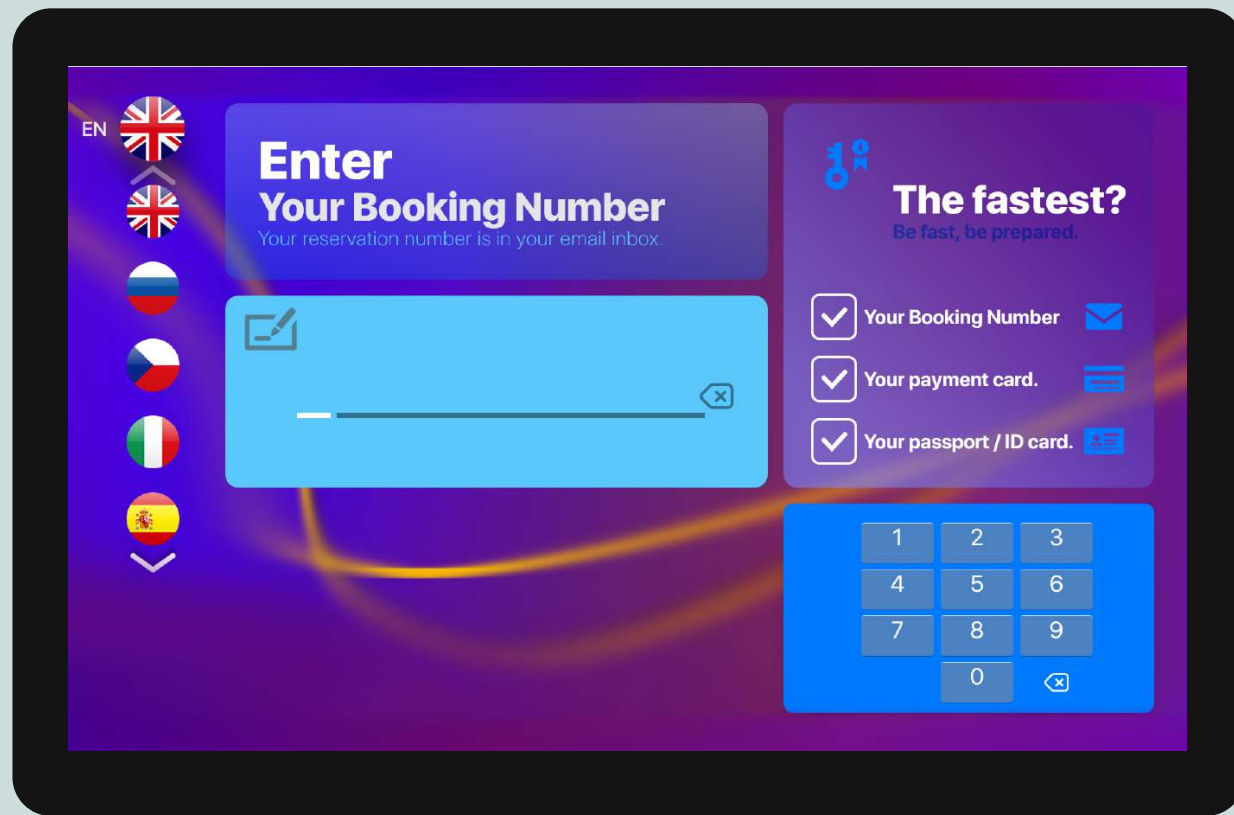 EN
Enter
Your Booking Number
Your reservation number is in your email inbox.
The fastest?
Be fast, be prepared.
Your Booking Number
Your payment card.
Your passport / ID card.
1 2 3
4 5 6
7 8 9
0